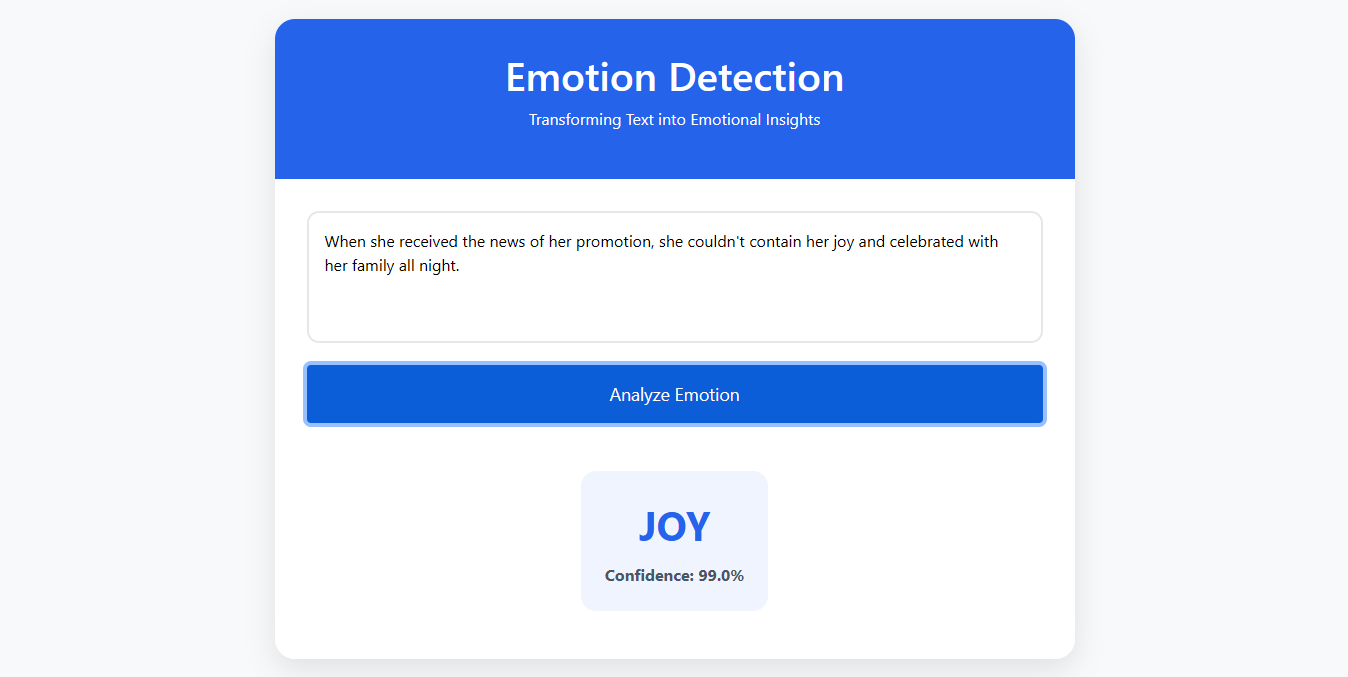 Emotion Detection
Transforming Text into Emotional Insights
When she received the news of her promotion, she couldn't contain her joy and celebrated with
her family all night.
Analyze Emotion
JOY
Confidence: 99.0%